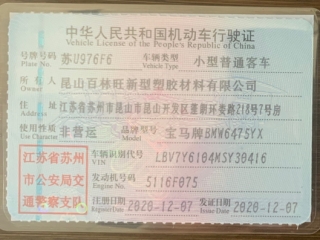 中华人民共和国机动车行驶证
Vehicle License of the People's Republic of China
号牌号码 苏U976F6 车辆类型 小型普通客车
Plate No. Vehicle Type
所有人 昆山百林旺新型塑胶材料有限公司
Owner
住址 江苏省苏州市昆山市昆山开发区蓬新环娄路218号7号房
Address
使用性质 非营运 品牌型号 宝马牌BMW6475YX
Use Character Model
江苏省苏州市公安局交通警察支队
车辆识别代号 LBV7Y6104MSY30416
VIN
发动机号码 5116F075
Engine No.
注册日期 2020-12-07 发证日期 2020-12-07
Register Date Issue Date